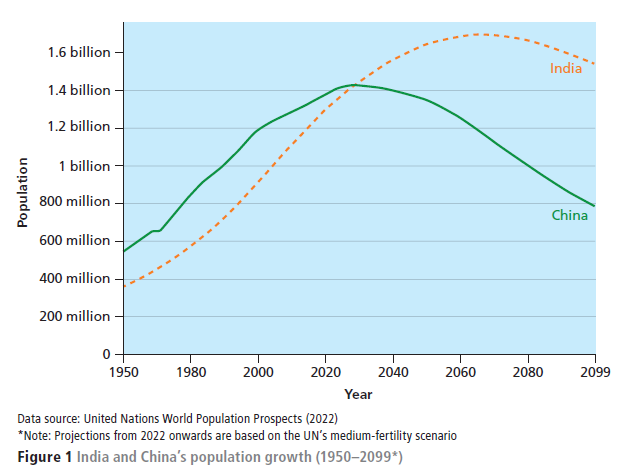 1.6 billion
1.4 billion
1.2 billion
1 billion
800 million
600 million
400 million
200 million
0
Population
India
China
1950 1980 2000 2020 2040 2060 2080 2099
Year
Data source: United Nations World Population Prospects (2022)
*Note: Projections from 2022 onwards are based on the UN's medium-fertility scenario
Figure 1 India and China's population growth (1950–2099*)